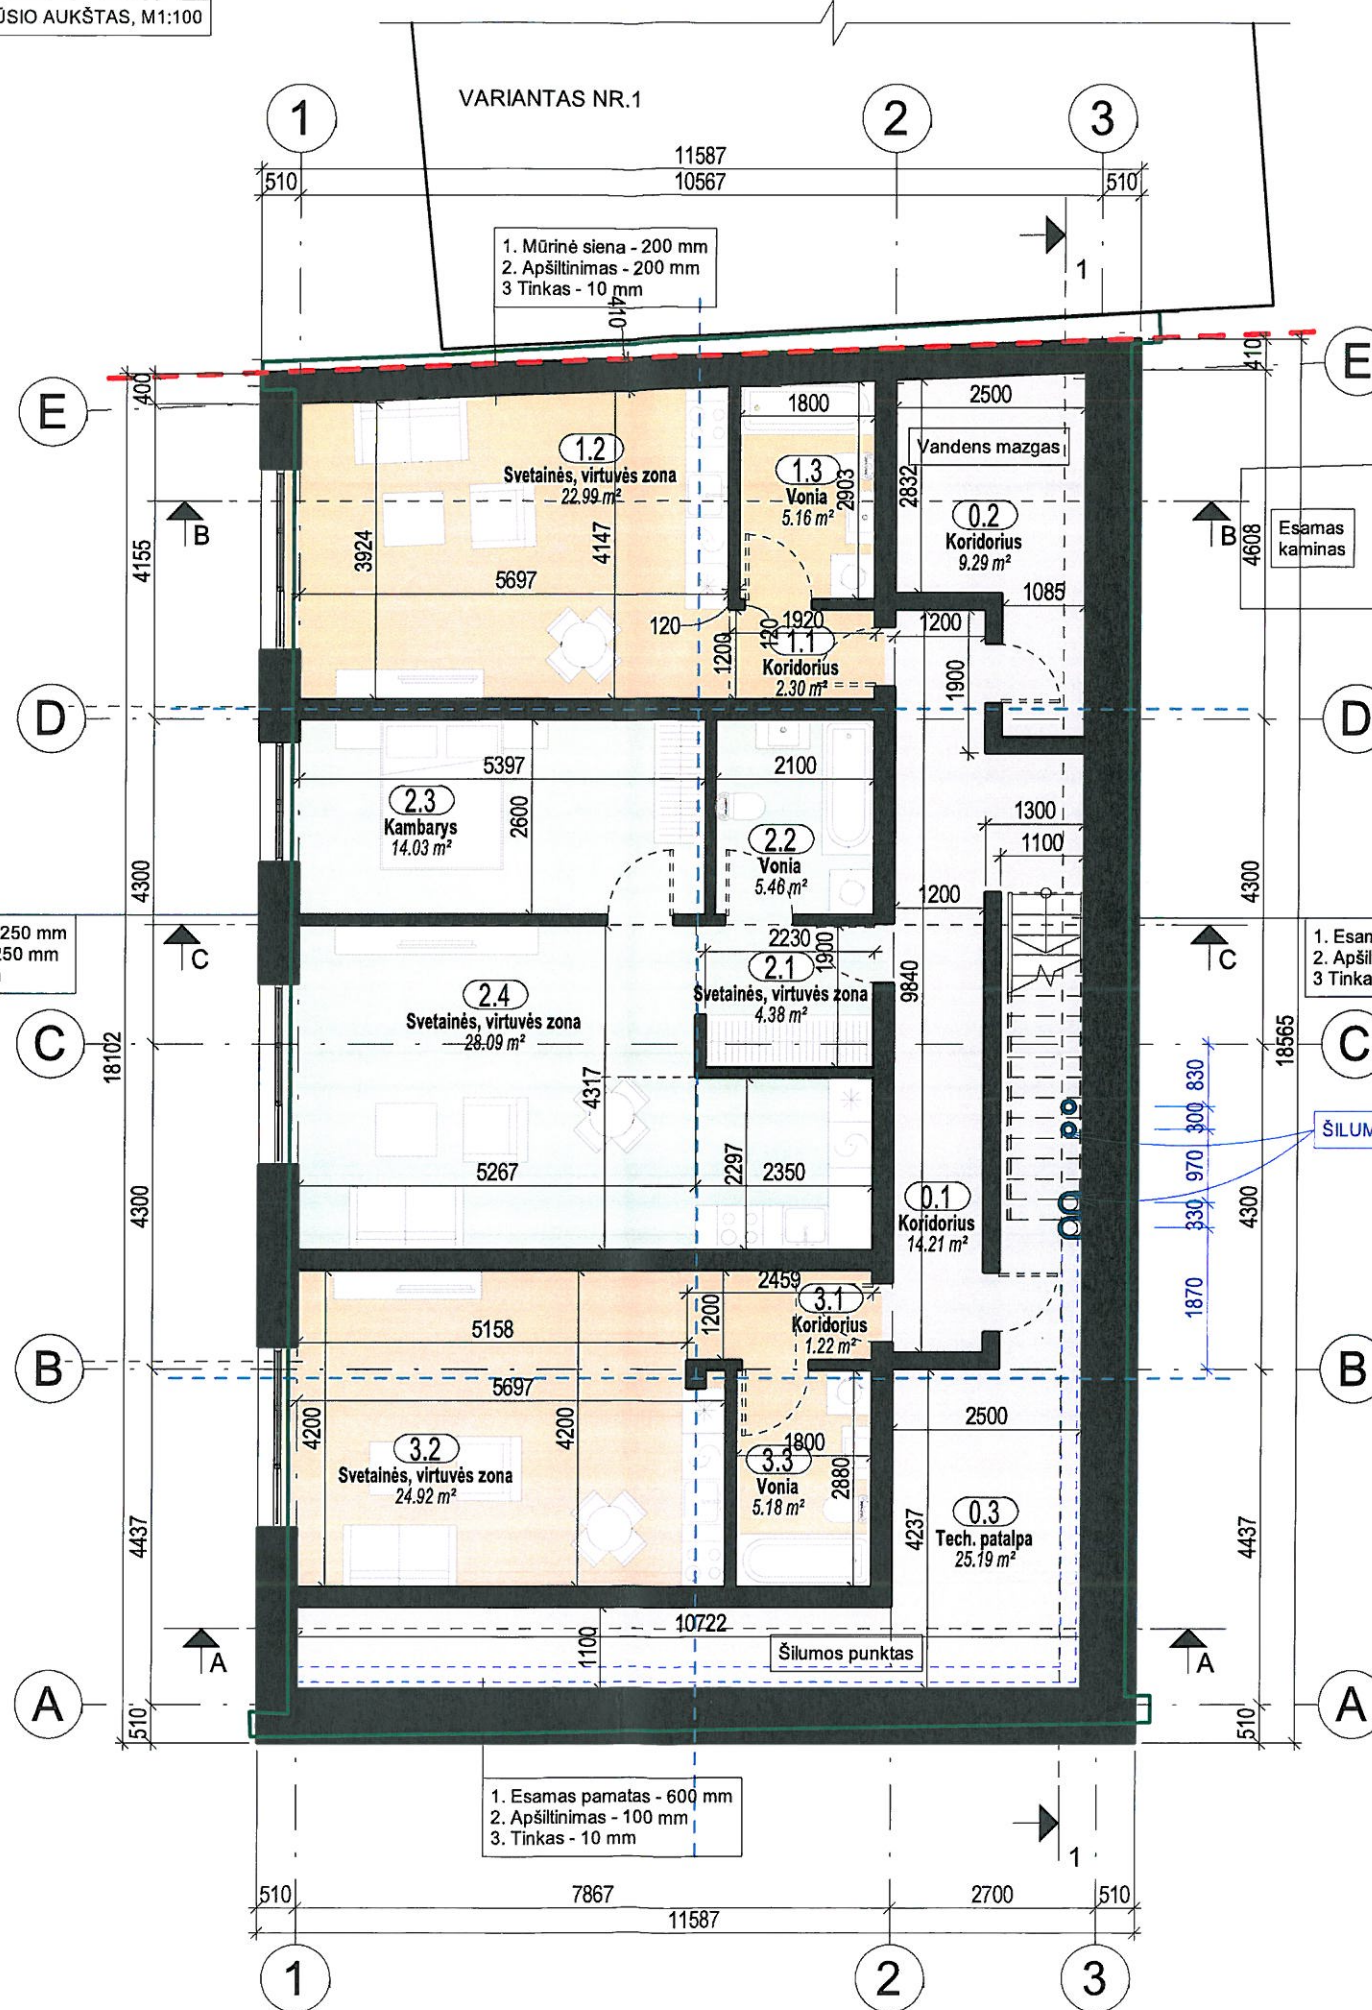 ŪSIO AUKŠTAS, M1:100
VARIANTAS NR.1
1
2
3
11587
510
10567
510
1. Mūrinė siena - 200 mm
2. Apšiltinimas - 200 mm
3 Tinkas - 10 mm
1
410
E
E
400
410
1.2
Svetainės, virtuvės zona
22.99 m²
1800
1.3
Vonia
5.16 m²
2903
2500
Vandens mazgas
2832
0.2
Koridorius
9.29 m²
B
B
Esamas
kaminas
4155
4608
3924
4147
5697
1085
120
120
1920
1200
1.1
Koridorius
2.30 m²
1200
1900
D
D
5397
2100
2.3
Kambarys
14.03 m²
2600
2.2
Vonia
5.46 m²
1300
1100
1200
4300
4300
250 mm
250 mm
C
C
1. Esam
2. Apšil
3 Tinka
2230
1900
2.1
Svetainės, virtuvės zona
4.38 m²
9840
2.4
Svetainės, virtuvės zona
28.09 m²
C
C
18102
18565
4317
830
300
970
330
1870
ŠILUM
5267
2297
2350
4300
4300
0.1
Koridorius
14.21 m²
2459
1200
3.1
Koridorius
1.22 m²
5158
B
B
5697
4200
4200
3.2
Svetainės, virtuvės zona
24.92 m²
1800
3.3
Vonia
5.18 m²
2880
2500
4237
0.3
Tech. patalpa
25.19 m²
4437
4437
10722
1100
Šilumos punktas
A
A
A
A
510
510
1. Esamas pamatas - 600 mm
2. Apšiltinimas - 100 mm
3. Tinkas - 10 mm
1
510
7867
2700
510
11587
1
2
3